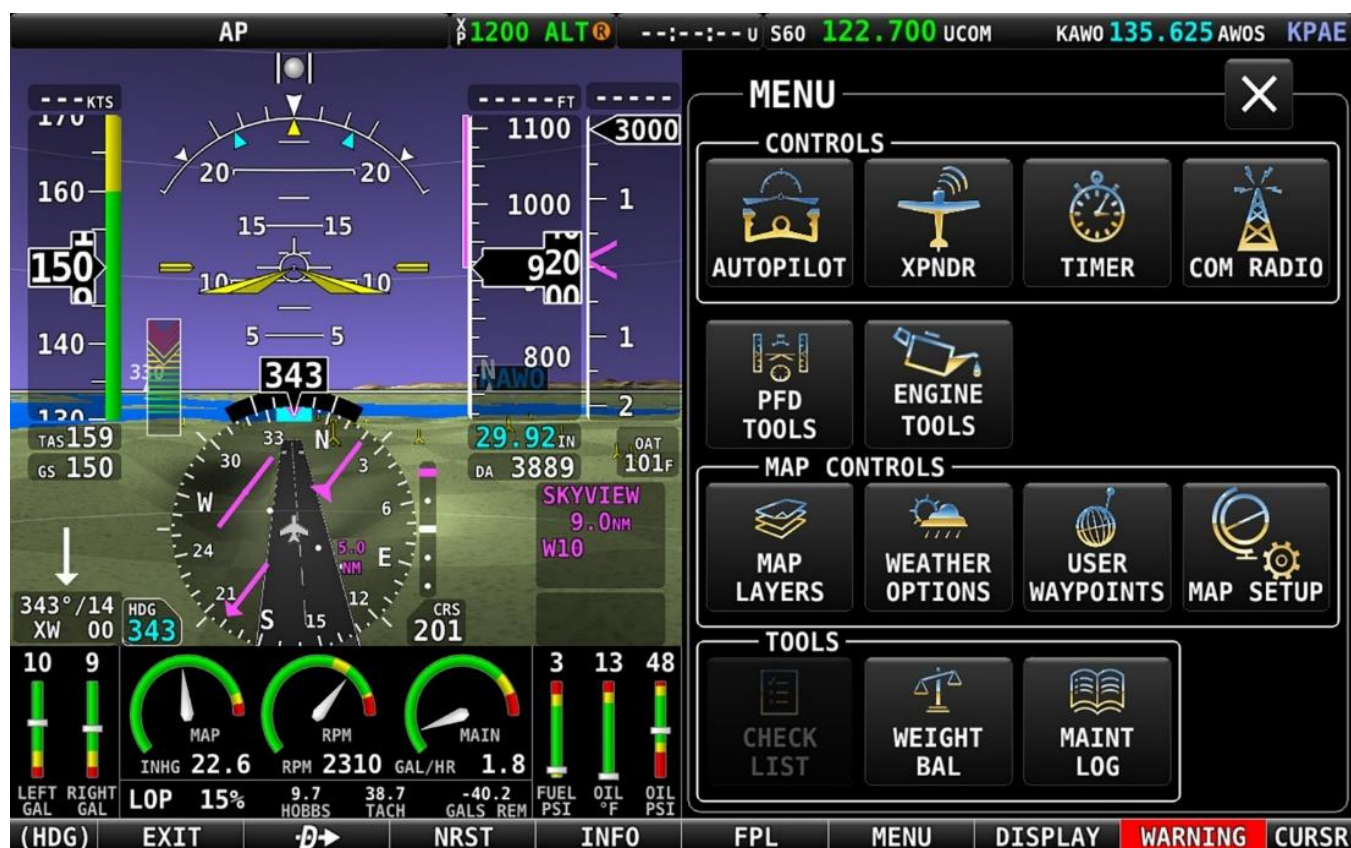 AP
XP 1200 ALT R
--:--:-- U
S60 122.700 UCOM
KAWO 135.625 AWOS KPAE
--- KTS
170
160
150
140
130
TAS 159
GS 150
20 20
15 15
10 10
5 5
----- FT
-----
1100
1000
920
00
800
3000
1
1
2
330
343
N
KAWO
29.92 IN
DA 3889
OAT
101F
SKYVIEW
9.0NM
W10
33 N 3 6 E 12 15 S 21 24 W 30
5.0
NM
343°/14
XW 00
HDG
343
CRS
201
10 9
LEFT GAL
RIGHT GAL
MAP
INHG 22.6
RPM
RPM 2310
MAIN
GAL/HR 1.8
LOP 15%
9.7
HOBBS
38.7
TACH
-40.2
GALS REM
3 13 48
FUEL PSI
OIL °F
OIL PSI
MENU
CONTROLS
AUTOPILOT
XPNDR
TIMER
COM RADIO
PFD
TOOLS
ENGINE
TOOLS
MAP CONTROLS
MAP
LAYERS
WEATHER
OPTIONS
USER
WAYPOINTS
MAP SETUP
TOOLS
CHECK
LIST
WEIGHT
BAL
MAINT
LOG
(HDG) EXIT D NRST INFO FPL MENU DISPLAY WARNING CURSR